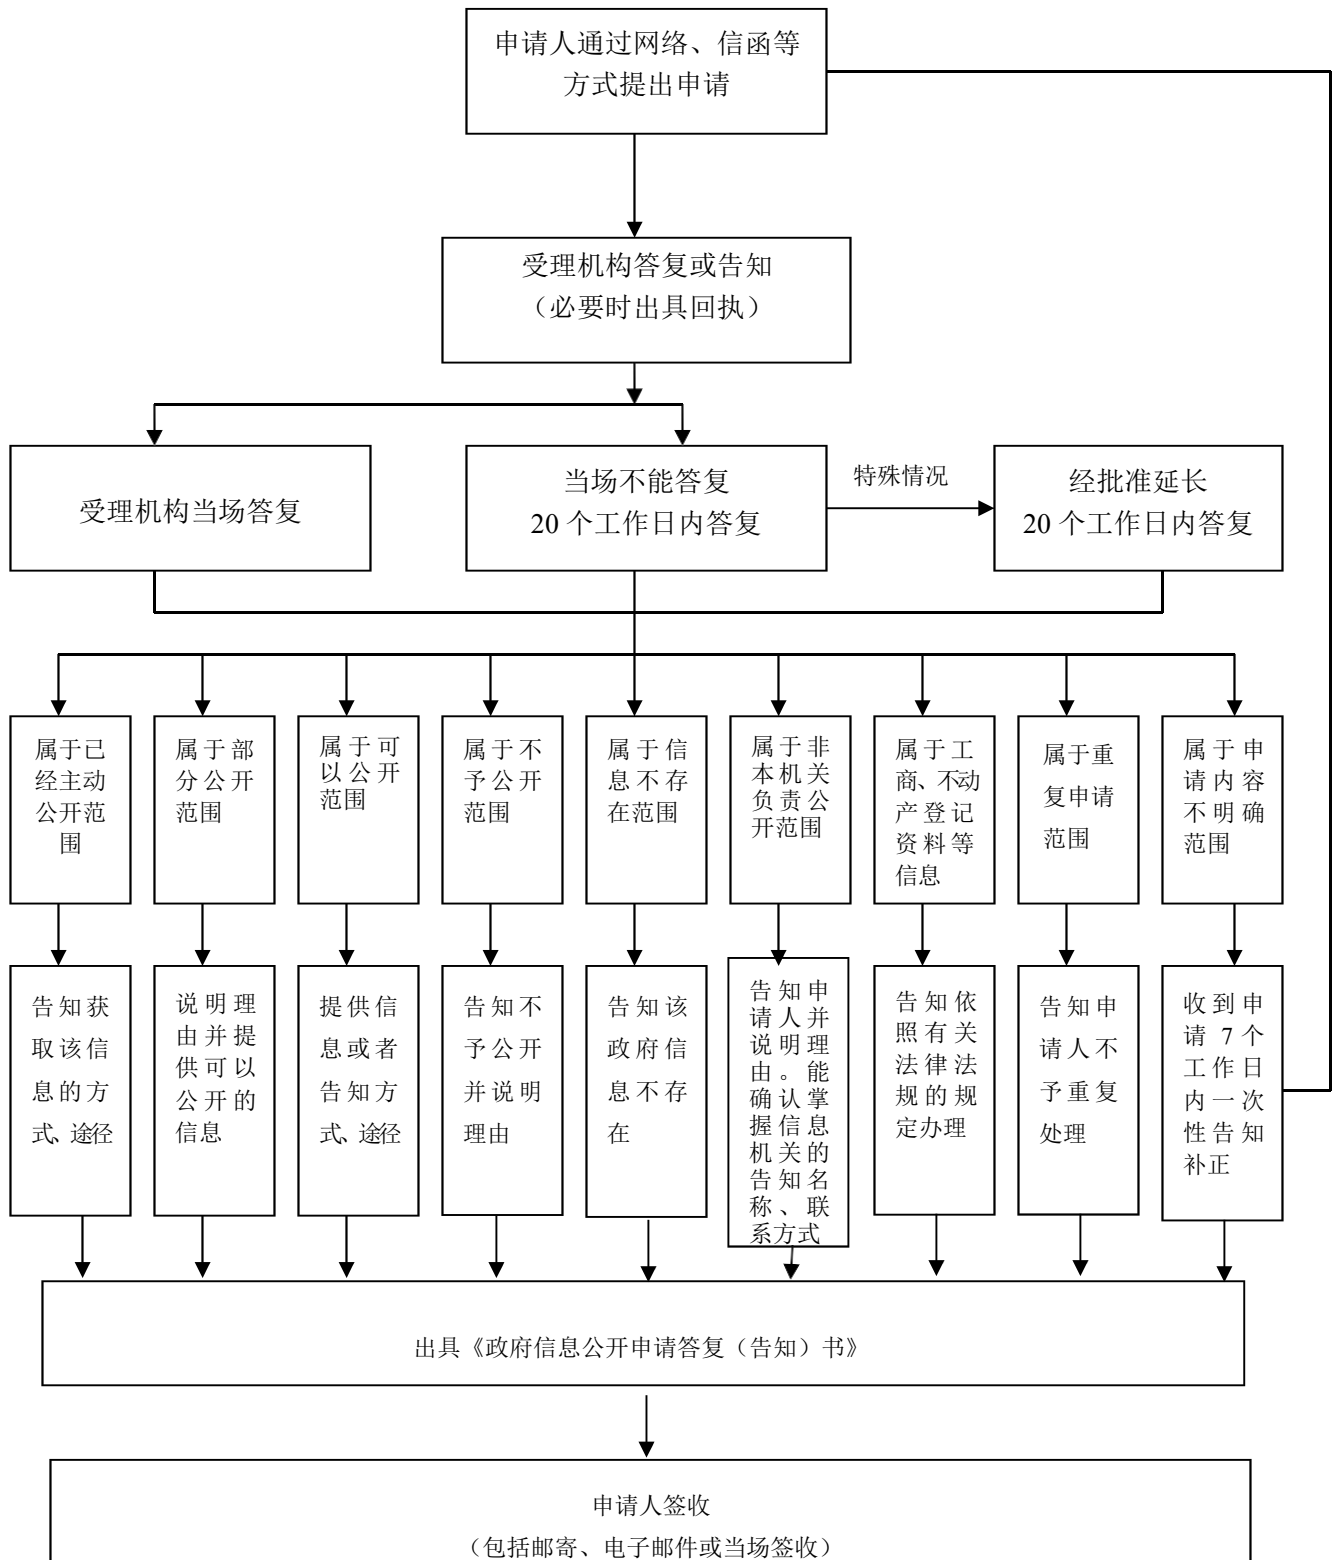 申请人通过网络、信函等
方式提出申请
受理机构答复或告知
（必要时出具回执）
受理机构当场答复
当场不能答复
20 个工作日内答复
特殊情况
经批准延长
20 个工作日内答复
属于已
经主动
公开范
围
属于部
分公开
范围
属于可
以公开
范围
属于不
予公开
范围
属于信
息不存
在范围
属于非
本机关
负责公
开范围
属于工
商、不动
产登记
资料等
信息
属于重
复申请
范围
属于申
请内容
不明确
范围
告知获
取该信
息的方
式、途径
说明理
由并提
供可以
公开的
信息
提供信
息或者
告知方
式、途径
告知不
予公开
并说明
理由
告知该
政府信
息不存
在
告知申
请人并
说明理
由。能
确认掌
握信息
机关的
告知名
称、联
系方式
告知依
照有关
法律法
规的规
定办理
告知申
请人不
予重复
处理
收到申
请 7 个
工作日
内一次
性告知
补正
出具《政府信息公开申请答复（告知）书》
申请人签收
（包括邮寄、电子邮件或当场签收）